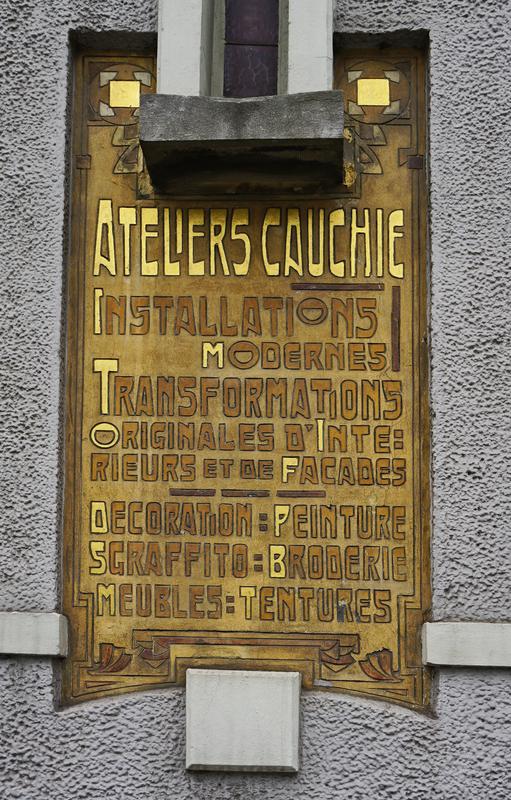 ATELIERS CAUCHIE
INSTALLATIONS
MODERNES
TRANSFORMATIONS
ORIGINALES D'INTE=
RIEURS ET DE FACADES
DECORATION = PEINTURE
SGRAFFITO = BRODERIE
MEUBLES = TENTURES